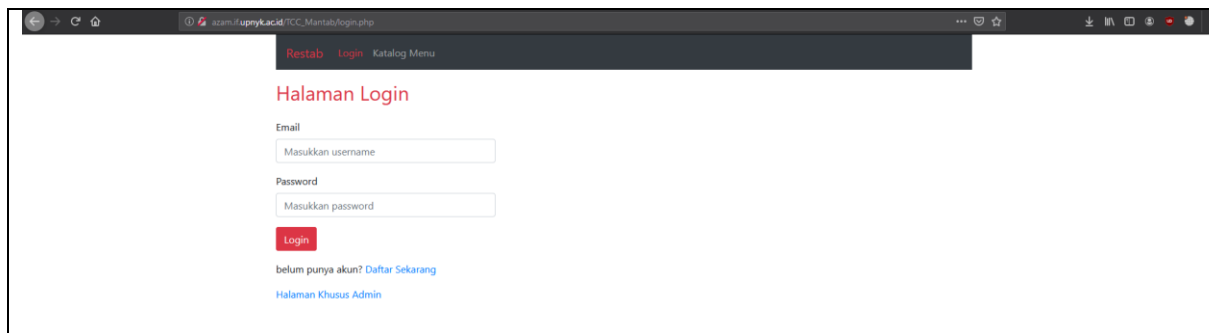 azam.if.upnyk.ac.id/TCC_Mantab/login.php
Restab Login Katalog Menu
Halaman Login
Email
Masukkan username
Password
Masukkan password
Login
belum punya akun? Daftar Sekarang
Halaman Khusus Admin